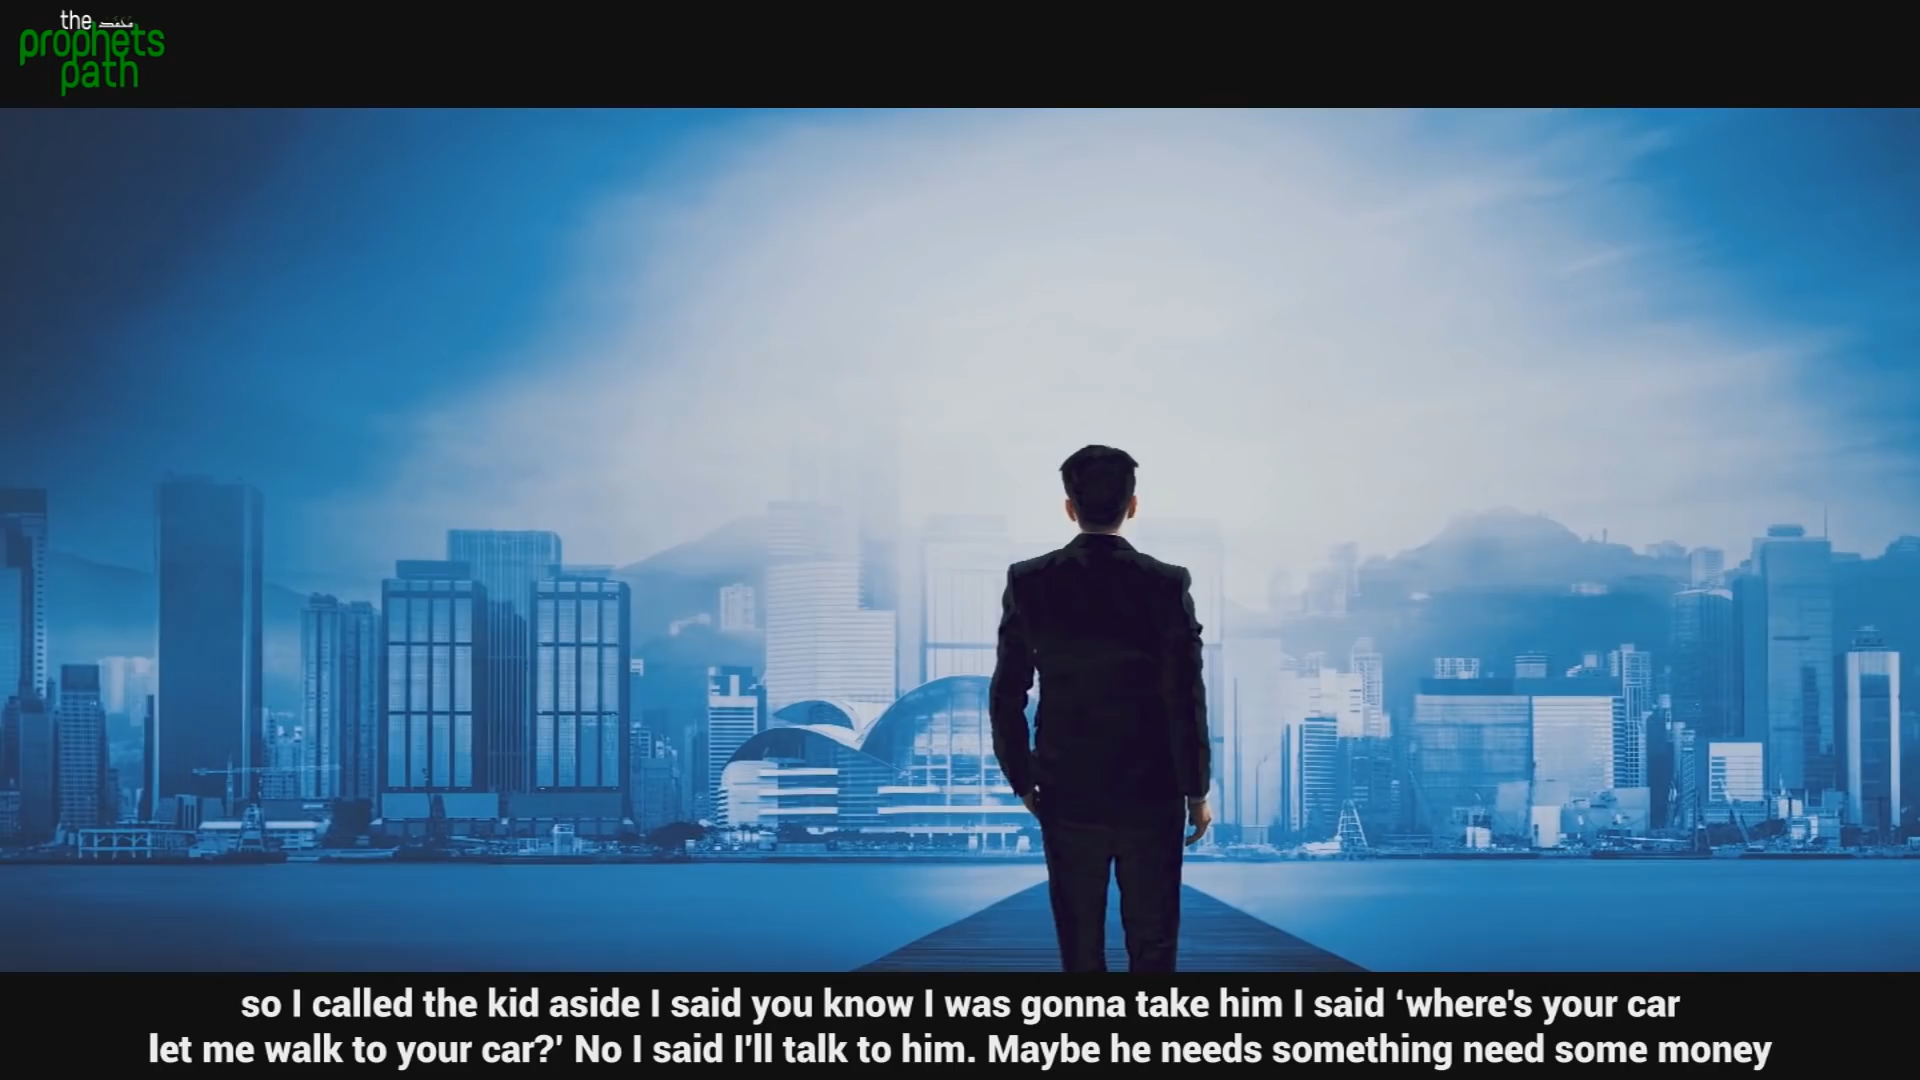 the
prophets
path
so I called the kid aside I said you know I was gonna take him I said ‘where's your car
let me walk to your car?’ No I said I'll talk to him. Maybe he needs something need some money